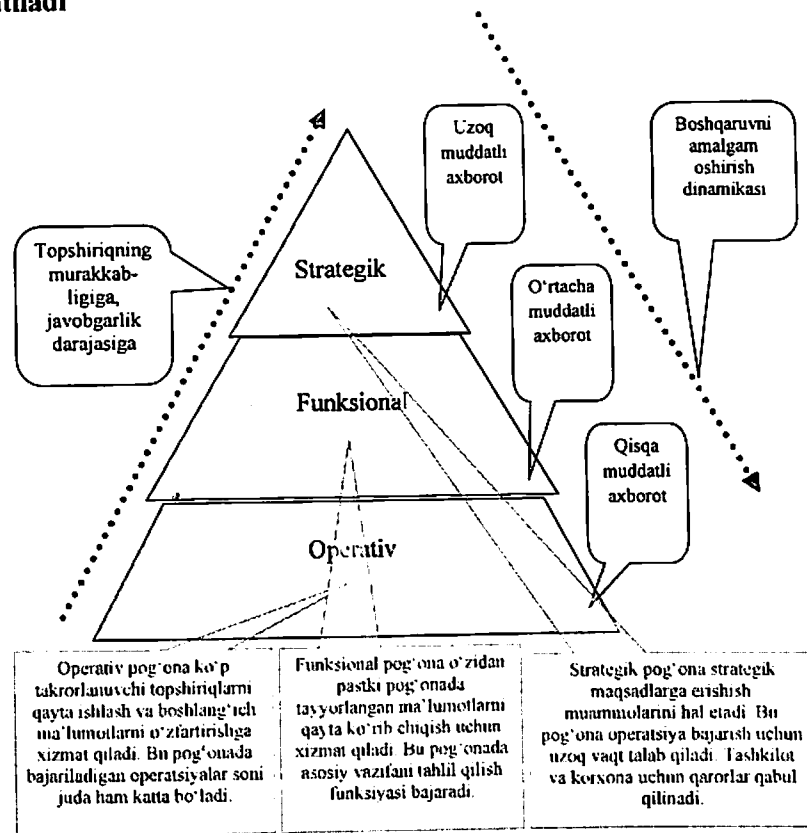 Uzoq
muddatli
axborot
Boshqaruvni
amalgam
oshirish
dinamikası
Topshiriqning
murakkab-
ligiga,
javobgarlik
darajasiga
Strategik
O‘rtacha
muddatli
axborot
Funksional
Qisqa
muddatli
axborot
Operativ
Operativ pog‘ona ko‘p
takrorlanuvchi topshiriqlarni
qayta ishlash va boshlang‘ich
ma’lumotlarni o‘zfartirishga
xizmat qiladi. Bu pog‘onada
bajariladigan operatsiyalar soni
juda ham katta bo‘ladi.
Funksional pog‘ona o‘zidan
pastki pog‘onada
tayyorlangan ma’lumotlarni
qayta ko‘rib chiqish uchun
xizmat qiladi. Bu pog‘onada
asosiy vazifani tahlil qilish
funksiyasi bajaradi.
Strategik pog‘ona strategik
maqsadlarga erishish
muammolarini hal etadi. Bu
pog‘ona operatsiya bajarish uchun
uzoq vaqt talab qiladi. Tashkilot
va korxona uchun qarorlar qabul
qilinadi.